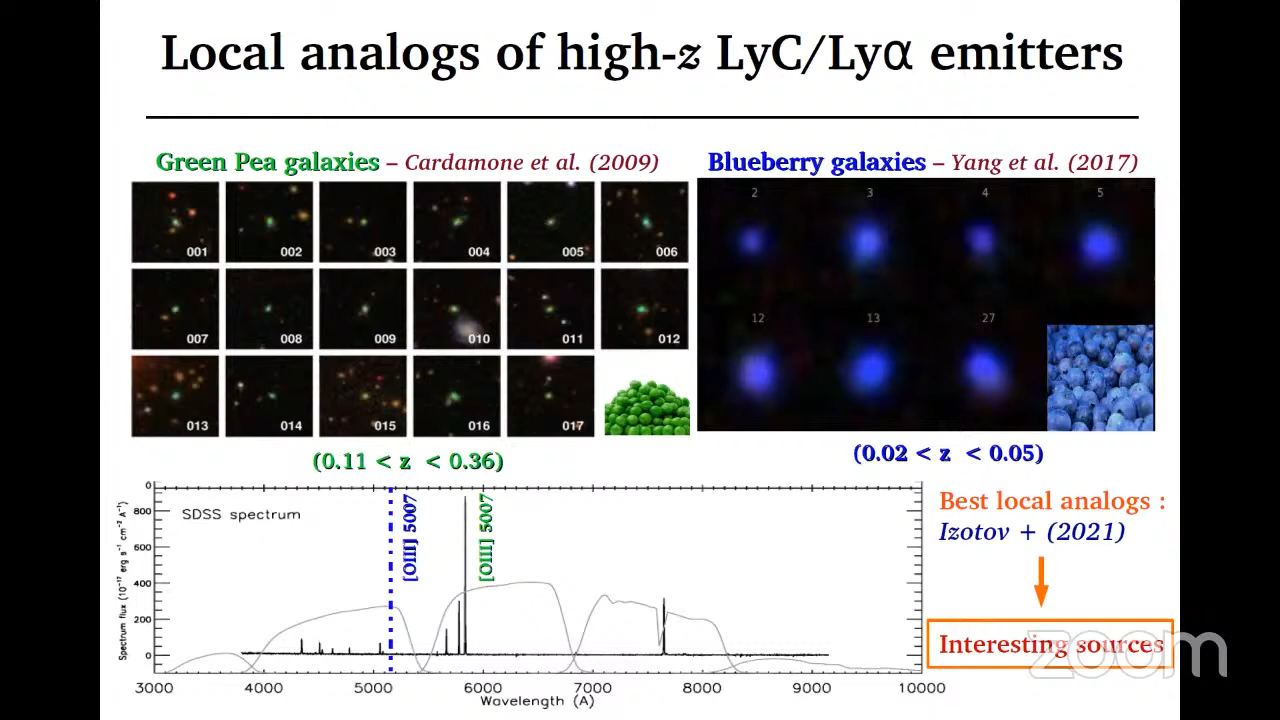 Local analogs of high-z LyC/Lyα emitters
Green Pea galaxies – Cardamone et al. (2009)
Blueberry galaxies – Yang et al. (2017)
001 002 003 004 005 006
007 008 009 010 011 012
013 014 015 016 017
2 3 4 5
12 13 27
(0.11 < z < 0.36)
(0.02 < z < 0.05)
SDSS spectrum
[OIII] 5007
[OIII] 5007
Spectrum flux (10⁻¹⁷ erg s⁻¹ cm⁻² A⁻¹)
0
800
600
400
200
0
3000 4000 5000 6000 7000 8000 9000 10000
Wavelength (A)
Best local analogs :
Izotov + (2021)
Interesting sources
zoom